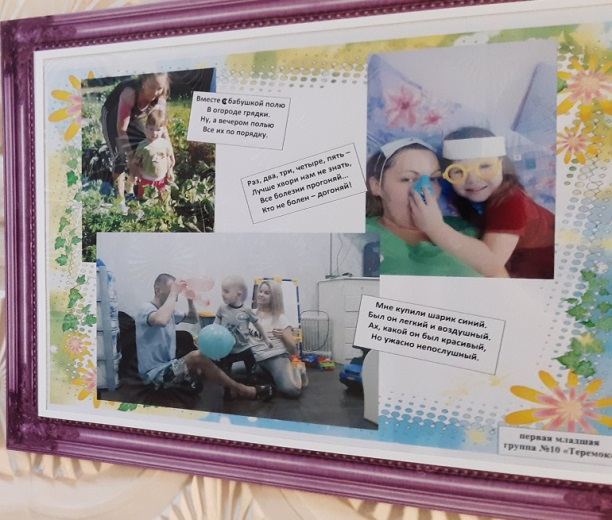 Вместе с бабушкой полю
В огороде грядки.
Ну, а вечером полью
Все их по порядку.
Раз, два, три, четыре, пять –
Лучше хвори нам не знать,
Все болезни прогоняй...
Кто не болен – догоняй!
Мне купили шарик синий.
Был он легкий и воздушный.
Ах, какой он был красивый,
Но ужасно непослушный.
первая младшая
группа №10 «Теремок